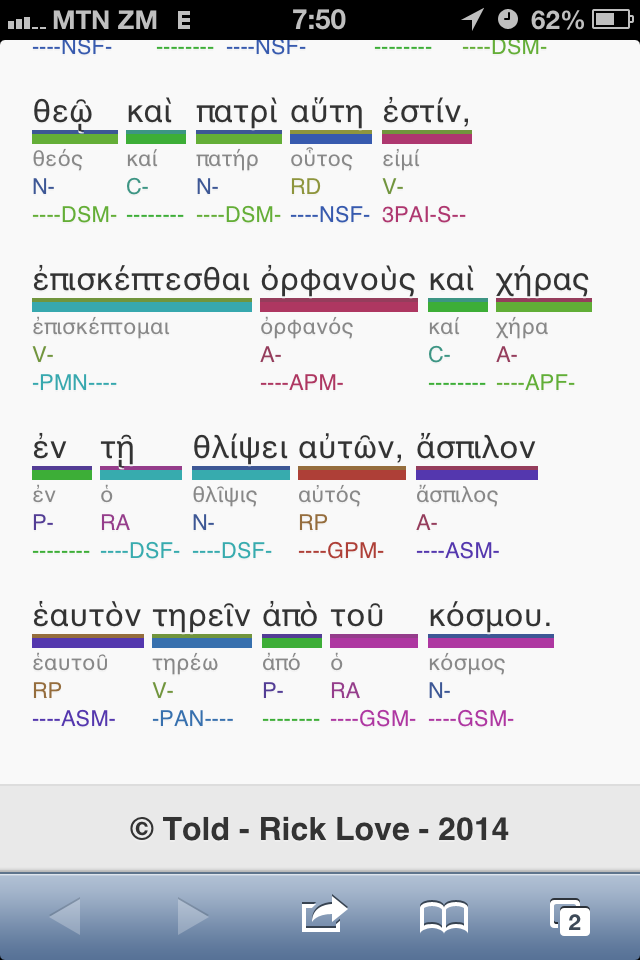 MTN ZM E 7:50 62%
----NSF- -------- ----NSF- -------- ----DSM-
θεῷ καὶ πατρὶ αὕτη ἐστίν,
θεός καί πατήρ οὗτος εἰμί
N- C- N- RD V-
----DSM- -------- ----DSM- ----NSF- 3PAI-S--
ἐπισκέπτεσθαι ὀρφανοὺς καὶ χήρας
ἐπισκέπτομαι ὀρφανός καί χήρα
V- A- C- A-
-PMN---- ----APM- -------- ----APF-
ἐν τῇ θλίψει αὐτῶν, ἄσπιλον
ἐν ὁ θλῖψις αὐτός ἄσπιλος
P- RA N- RP A-
-------- ----DSF- ----DSF- ----GPM- ----ASM-
ἑαυτὸν τηρεῖν ἀπὸ τοῦ κόσμου.
ἑαυτοῦ τηρέω ἀπό ὁ κόσμος
RP V- P- RA N-
----ASM- -PAN---- -------- ----GSM- ----GSM-
© Told - Rick Love - 2014
2